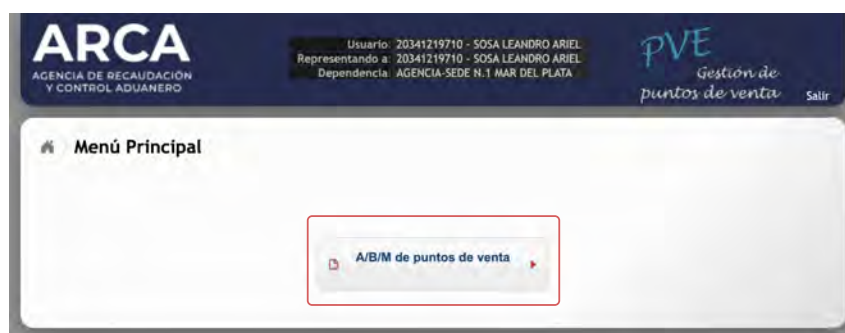 ARCA
AGENCIA DE RECAUDACIÓN
Y CONTROL ADUANERO
Usuario: 20341219710 - SOSA LEANDRO ARIEL
Representando a: 20341219710 - SOSA LEANDRO ARIEL
Dependencia: AGENCIA-SEDE N.1 MAR DEL PLATA
PVE
Gestión de
puntos de venta
Salir
Menú Principal
A/B/M de puntos de venta